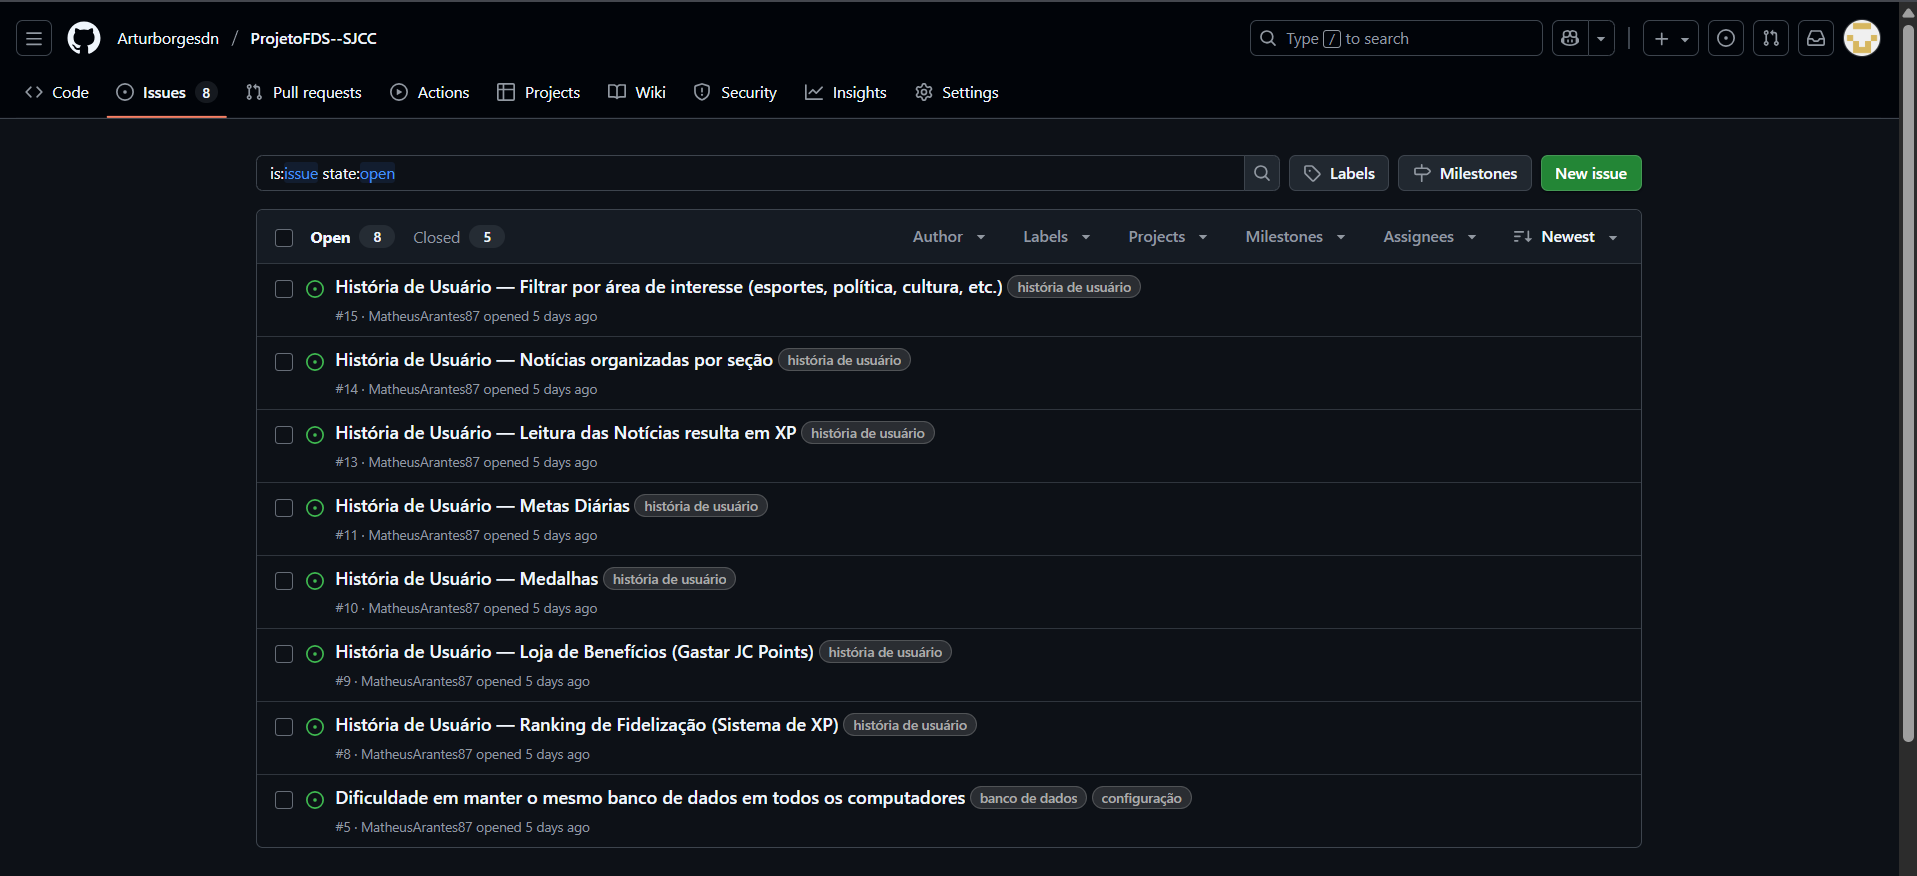 Arturborgesdn / ProjetoFDS--SJCC
Type / to search
Code
Issues 8
Pull requests
Actions
Projects
Wiki
Security
Insights
Settings
is:issue state:open
Labels
Milestones
New issue
Open 8
Closed 5
Author
Labels
Projects
Milestones
Assignees
Newest
História de Usuário — Filtrar por área de interesse (esportes, política, cultura, etc.) história de usuário
#15 · MatheusArantes87 opened 5 days ago
História de Usuário — Notícias organizadas por seção história de usuário
#14 · MatheusArantes87 opened 5 days ago
História de Usuário — Leitura das Notícias resulta em XP história de usuário
#13 · MatheusArantes87 opened 5 days ago
História de Usuário — Metas Diárias história de usuário
#11 · MatheusArantes87 opened 5 days ago
História de Usuário — Medalhas história de usuário
#10 · MatheusArantes87 opened 5 days ago
História de Usuário — Loja de Benefícios (Gastar JC Points) história de usuário
#9 · MatheusArantes87 opened 5 days ago
História de Usuário — Ranking de Fidelização (Sistema de XP) história de usuário
#8 · MatheusArantes87 opened 5 days ago
Dificuldade em manter o mesmo banco de dados em todos os computadores banco de dados configuração
#5 · MatheusArantes87 opened 5 days ago